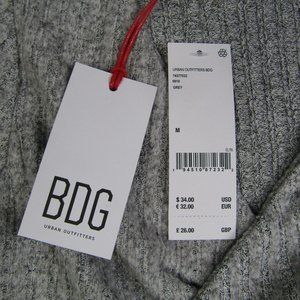 BDG
URBAN OUTFITTERS
URBAN OUTFITTERS BDG
GREY
M
$ 34.00 USD
€ 32.00 EUR
£ 26.00 GBP